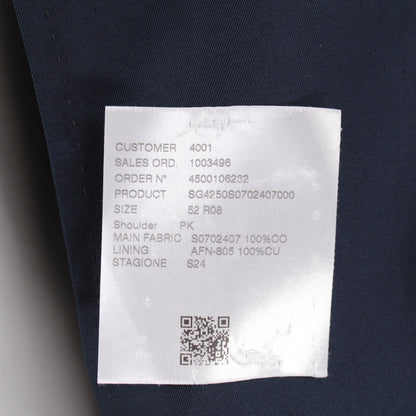 CUSTOMER 4001
SALES ORD. 1003496
ORDER N° 4500106232
PRODUCT SG4250S0702407000
SIZE 52 R08
Shoulder PK
MAIN FABRIC S0702407 100%CO
LINING AFN-805 100%CU
STAGIONE S24